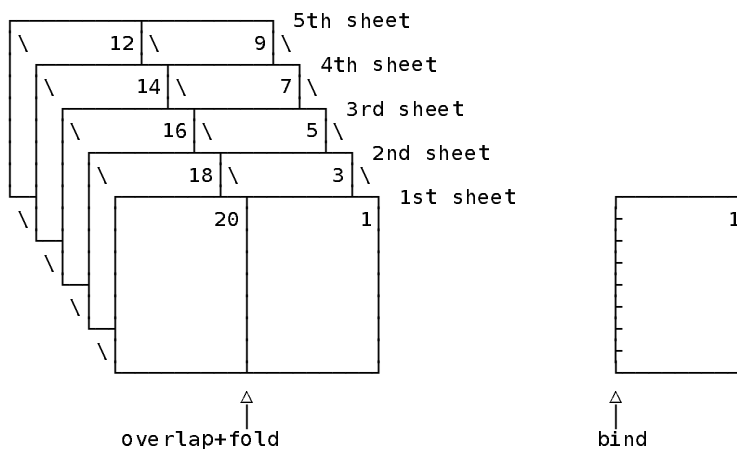 5th sheet
12 9
4th sheet
14 7
3rd sheet
16 5
2nd sheet
18 3
1st sheet
20 1 1
overlap+fold bind